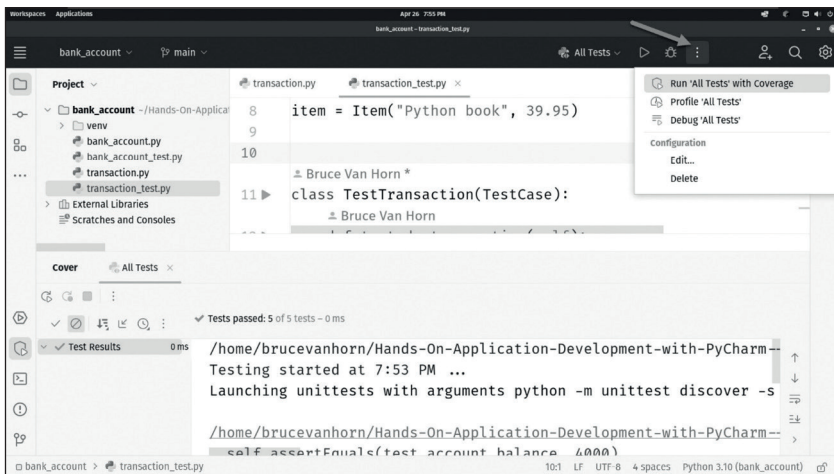 Workspaces Applications
Apr 26 7:55 PM
bank_account – transaction_test.py
bank_account
main
All Tests
Project
transaction.py
transaction_test.py
bank_account ~/Hands-On-Applica
venv
bank_account.py
bank_account_test.py
transaction.py
transaction_test.py
External Libraries
Scratches and Consoles
8 item = Item("Python book", 39.95)
9
10
Bruce Van Horn *
11 class TestTransaction(TestCase):
Bruce Van Horn
Run 'All Tests' with Coverage
Profile 'All Tests'
Debug 'All Tests'
Configuration
Edit...
Delete
Cover
All Tests
Tests passed: 5 of 5 tests – 0 ms
Test Results 0 ms
/home/brucevanhorn/Hands-On-Application-Development-with-PyCharm--
Testing started at 7:53 PM ...
Launching unittests with arguments python -m unittest discover -s
/home/brucevanhorn/Hands-On-Application-Development-with-PyCharm--
self.assertEquals(test_account.balance, 4000)
bank_account > transaction_test.py
10:1 LF UTF-8 4 spaces Python 3.10 (bank_account)